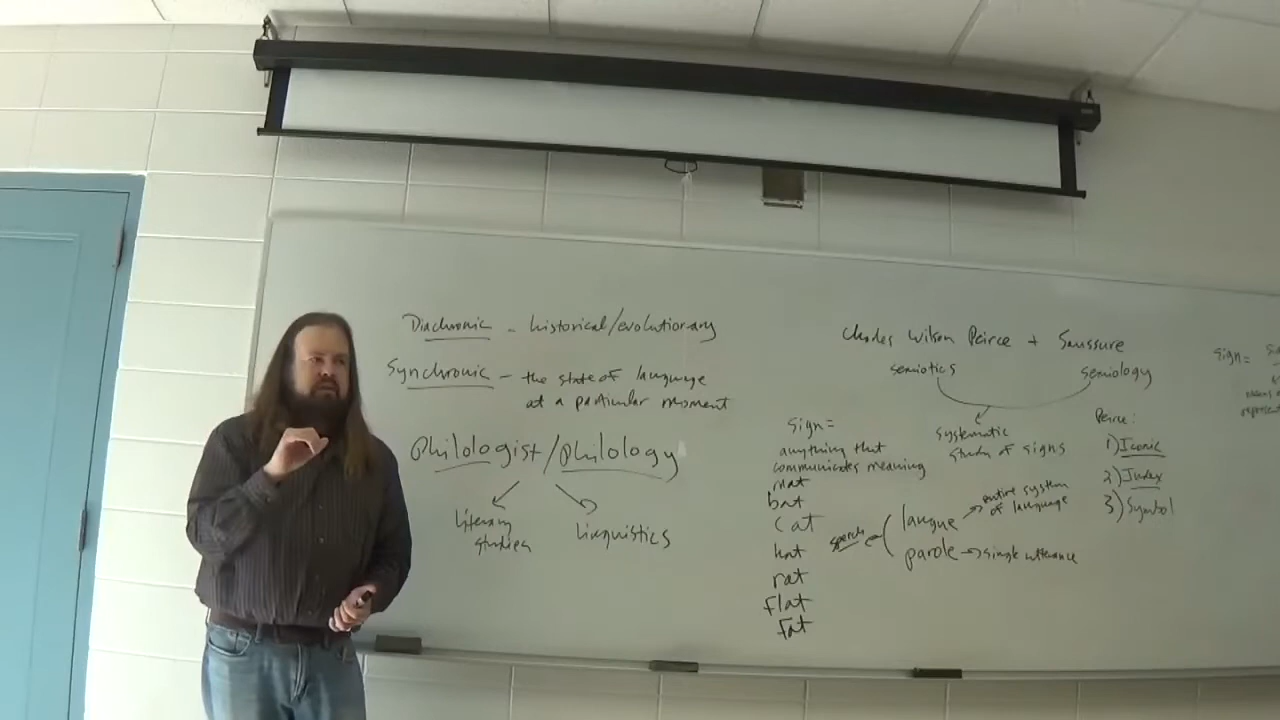 Diachronic - historical/evolutionary
Synchronic - the state of language
at a particular moment
Philologist/philology
Literary
studies
Linguistics
Charles Wilson Peirce + Saussure
semiotics
semiology
systematic
study of signs
Sign=
anything that
communicates meaning
mat
bat
cat
hat
rat
flat
fat
speech
langue
entire system
of language
parole → single utterance
Peirce:
1) Iconic
2) Index
3) Symbol
Sign=